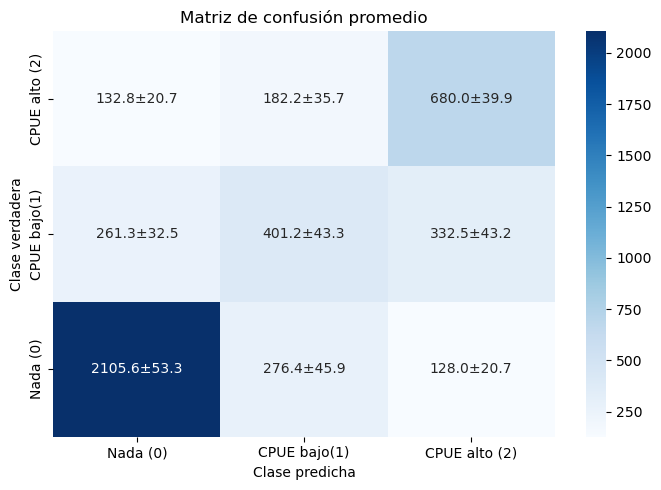 Matriz de confusión promedio
Clase verdadera
CPUE alto (2)
132.8±20.7 182.2±35.7 680.0±39.9
CPUE bajo(1)
261.3±32.5 401.2±43.3 332.5±43.2
Nada (0)
2105.6±53.3 276.4±45.9 128.0±20.7
Nada (0) CPUE bajo(1) CPUE alto (2)
Clase predicha
2000
1750
1500
1250
1000
750
500
250